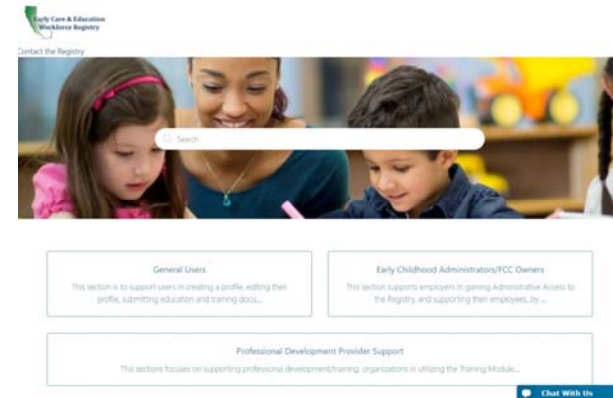 Early Care & Education
Workforce Registry
Contact the Registry
Search
General Users
This section is to support users in creating a profile, editing their
profile, submitting education and training docu...
Early Childhood Administrators/FCC Owners
This section supports employers in gaining Administrative Access to
the Registry, and supporting their employees, by ...
Professional Development Provider Support
This sections focuses on supporting professional development/training organizations in utilizing the Training Module...
Chat With Us